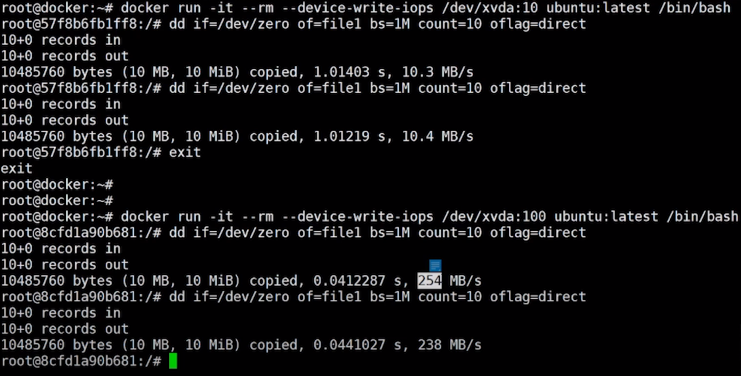 root@docker:~# docker run -it --rm --device-write-iops /dev/xvda:10 ubuntu:latest /bin/bash
root@57f8b6fb1ff8:/# dd if=/dev/zero of=file1 bs=1M count=10 oflag=direct
10+0 records in
10+0 records out
10485760 bytes (10 MB, 10 MiB) copied, 1.01403 s, 10.3 MB/s
root@57f8b6fb1ff8:/# dd if=/dev/zero of=file1 bs=1M count=10 oflag=direct
10+0 records in
10+0 records out
10485760 bytes (10 MB, 10 MiB) copied, 1.01219 s, 10.4 MB/s
root@57f8b6fb1ff8:/# exit
exit
root@docker:~#
root@docker:~#
root@docker:~# docker run -it --rm --device-write-iops /dev/xvda:100 ubuntu:latest /bin/bash
root@8cfd1a90b681:/# dd if=/dev/zero of=file1 bs=1M count=10 oflag=direct
10+0 records in
10+0 records out
10485760 bytes (10 MB, 10 MiB) copied, 0.0412287 s, 254 MB/s
root@8cfd1a90b681:/# dd if=/dev/zero of=file1 bs=1M count=10 oflag=direct
10+0 records in
10+0 records out
10485760 bytes (10 MB, 10 MiB) copied, 0.0441027 s, 238 MB/s
root@8cfd1a90b681:/#